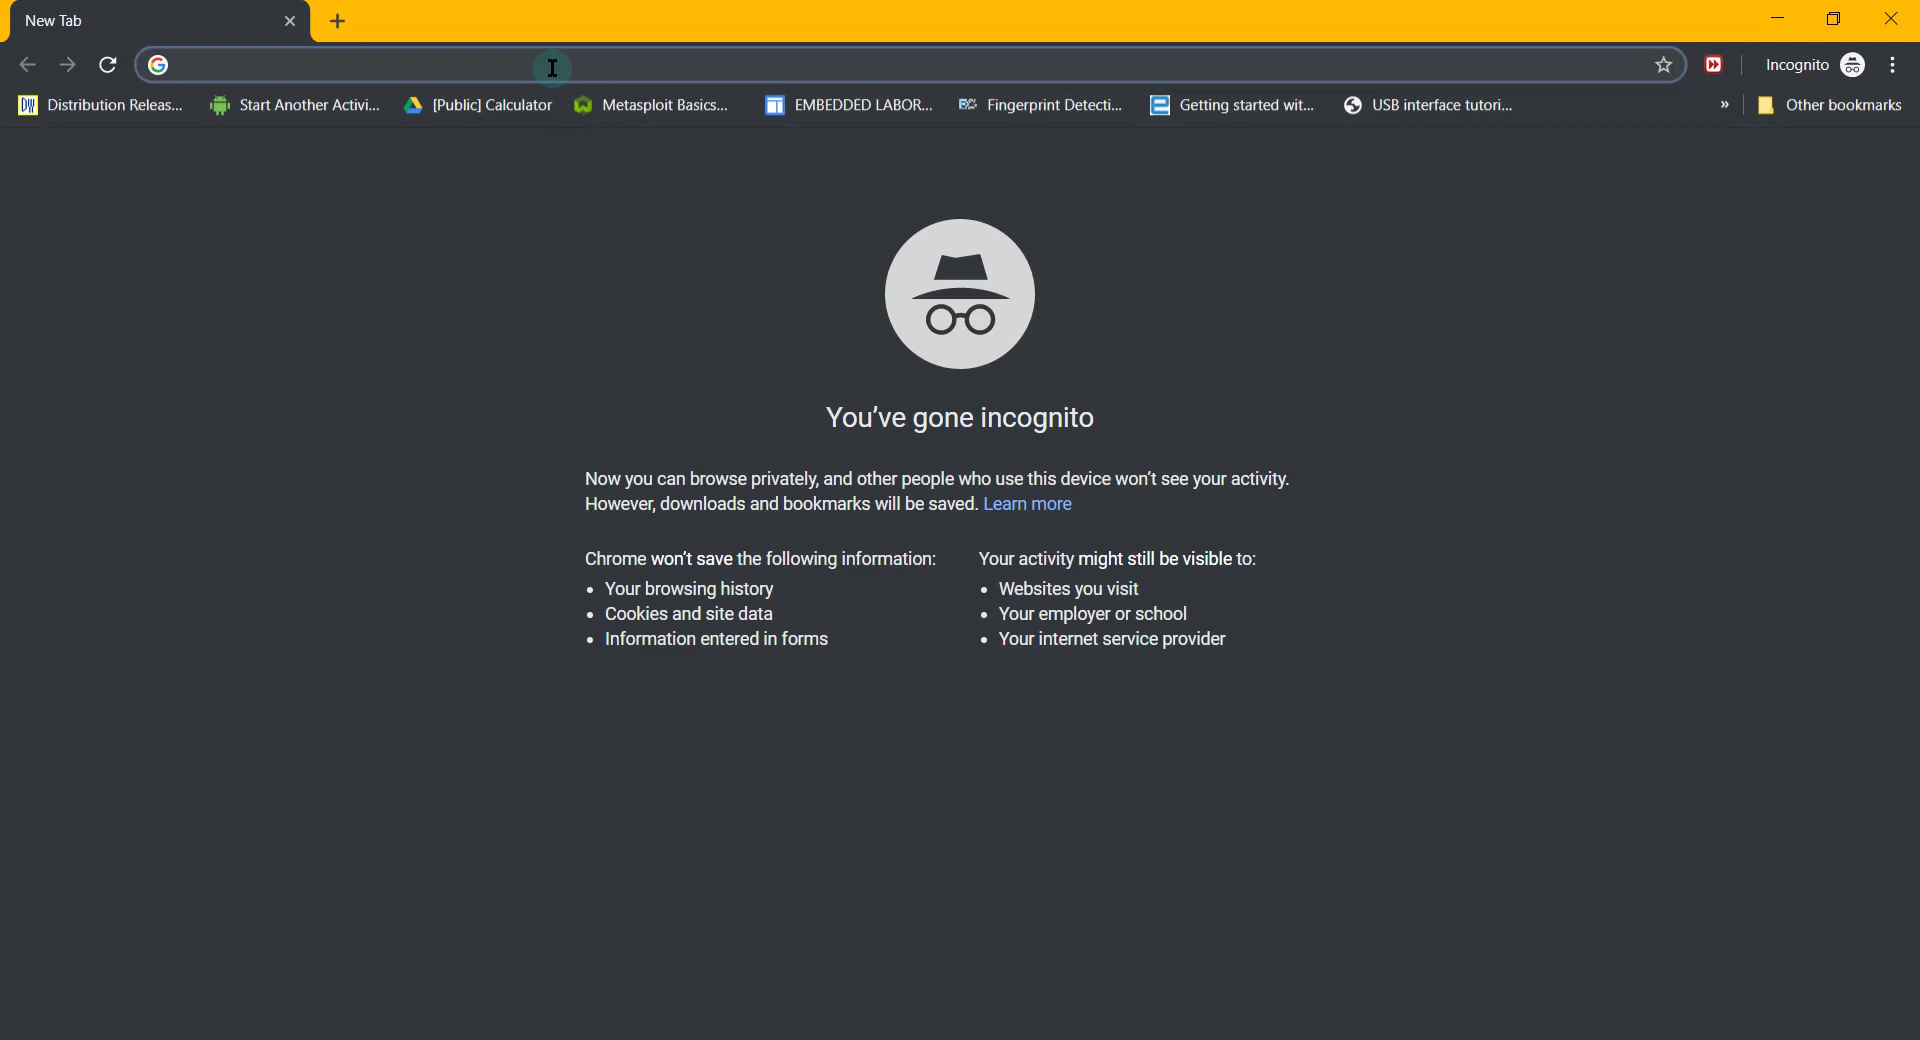 New Tab
Incognito
DW Distribution Releas... Start Another Activi... [Public] Calculator Metasploit Basics... EMBEDDED LABOR... Fingerprint Detecti... Getting started wit... USB interface tutori... » Other bookmarks
You've gone incognito
Now you can browse privately, and other people who use this device won't see your activity.
However, downloads and bookmarks will be saved. Learn more
Chrome won't save the following information:
Your browsing history
Cookies and site data
Information entered in forms
Your activity might still be visible to:
Websites you visit
Your employer or school
Your internet service provider